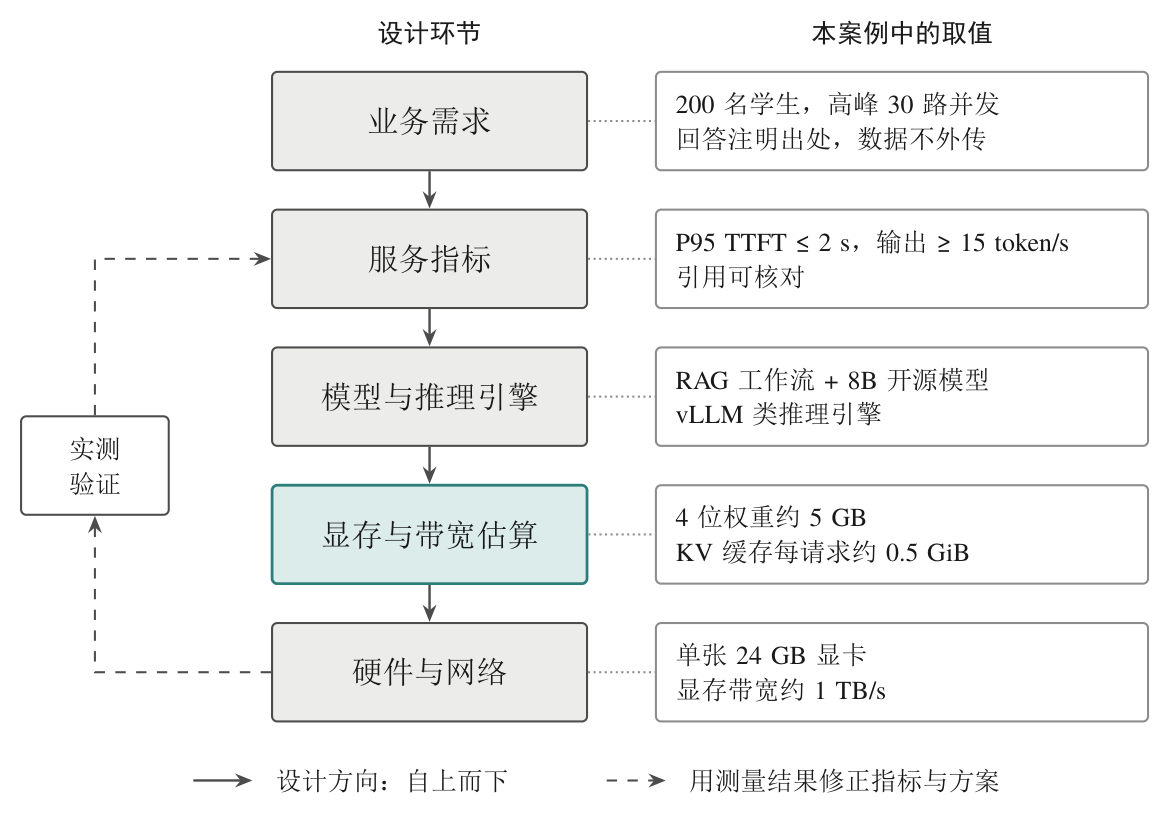 设计环节
本案例中的取值
业务需求
200 名学生，高峰 30 路并发
回答注明出处，数据不外传
服务指标
P95 TTFT ≤ 2 s，输出 ≥ 15 token/s
引用可核对
模型与推理引擎
RAG 工作流 + 8B 开源模型
vLLM 类推理引擎
实测
验证
显存与带宽估算
4 位权重约 5 GB
KV 缓存每请求约 0.5 GiB
硬件与网络
单张 24 GB 显卡
显存带宽约 1 TB/s
设计方向：自上而下
用测量结果修正指标与方案